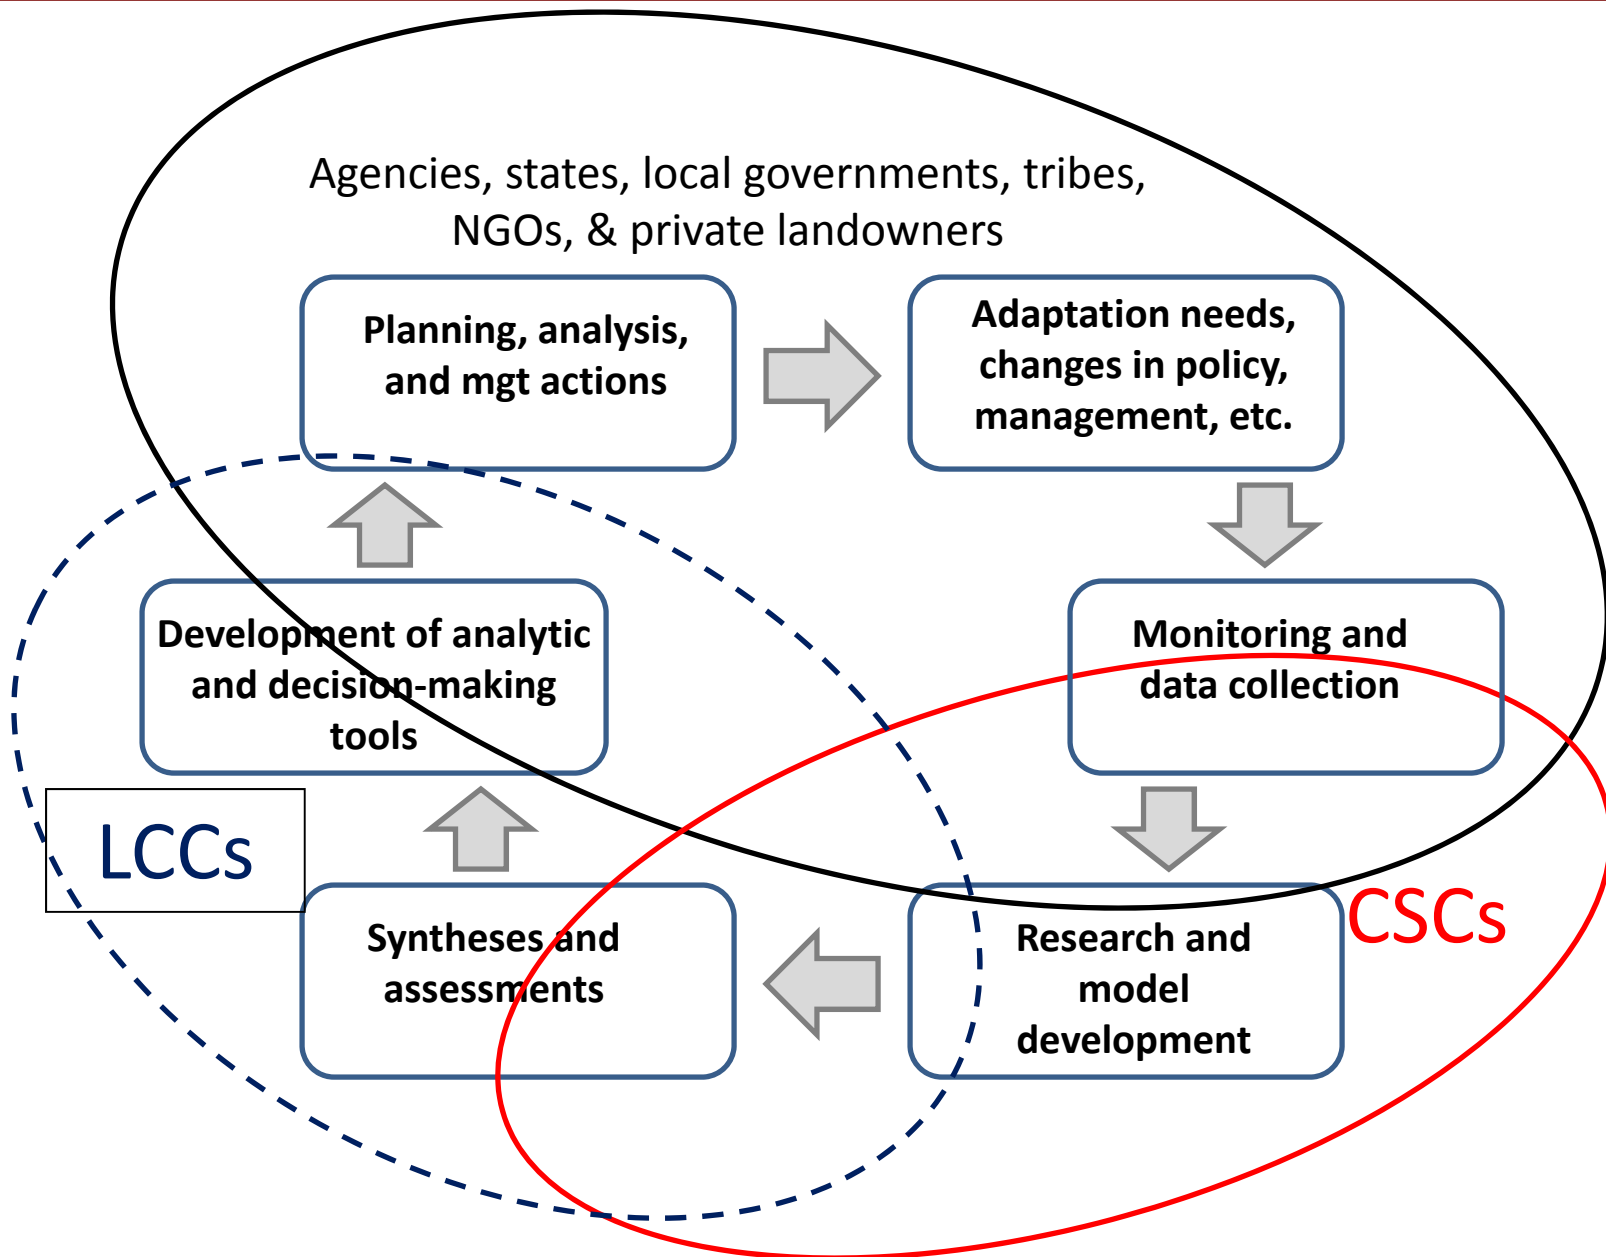 Agencies, states, local governments, tribes,
NGOs, & private landowners
Planning, analysis,
and mgt actions
Adaptation needs,
changes in policy,
management, etc.
Development of analytic
and decision-making
tools
Monitoring and
data collection
LCCs
CSCs
Syntheses and
assessments
Research and
model
development